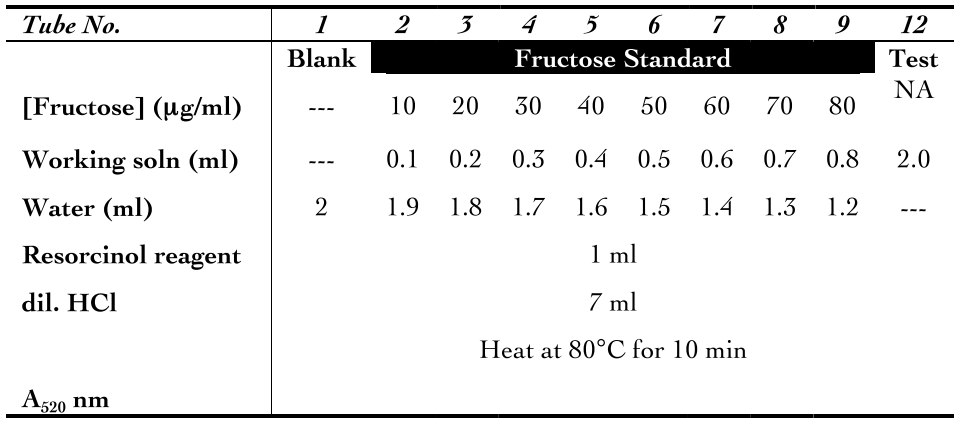 Tube No. 1 2 3 4 5 6 7 8 9 12
Blank Fructose Standard Test
[Fructose] (µg/ml) --- 10 20 30 40 50 60 70 80 NA
Working soln (ml) --- 0.1 0.2 0.3 0.4 0.5 0.6 0.7 0.8 2.0
Water (ml) 2 1.9 1.8 1.7 1.6 1.5 1.4 1.3 1.2 ---
Resorcinol reagent 1 ml
dil. HCl 7 ml
Heat at 80°C for 10 min
A520 nm